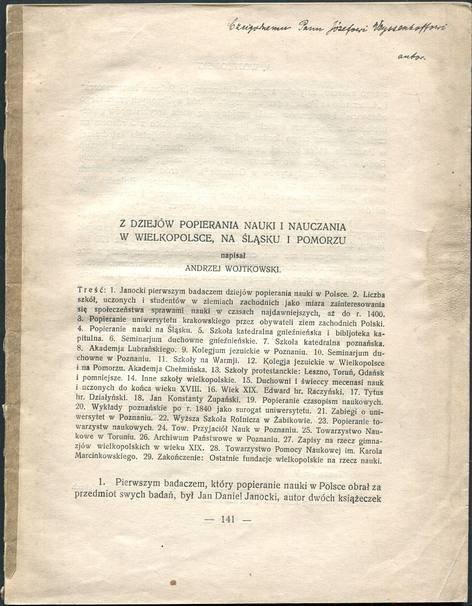 Czcigodnemu Panu Józefowi Weyssenhoffowi
autor.
Z DZIEJÓW POPIERANIA NAUKI I NAUCZANIA
W WIELKOPOLSCE, NA ŚLĄSKU I POMORZU
napisał
ANDRZEJ WOJTKOWSKI.
Treść: 1. Janocki pierwszym badaczem dziejów popierania nauki w Polsce. 2. Liczba
szkół, uczonych i studentów w ziemiach zachodnich jako miara zainteresowania
się społeczeństwa sprawami nauki w czasach najdawniejszych, aż do r. 1400.
3. Popieranie uniwersytetu krakowskiego przez obywateli ziem zachodnich Polski.
4. Popieranie nauki na Śląsku. 5. Szkoła katedralna gnieźnieńska i biblioteka ka-
pitulna. 6. Seminarjum duchowne gnieźnieńskie. 7. Szkoła katedralna poznańska.
8. Akademja Lubrańskiego. 9. Kolegjum jezuickie w Poznaniu. 10. Seminarjum du-
chowne w Poznaniu. 11. Szkoły na Warmji. 12. Kolegja jezuickie w Wielkopolsce
i na Pomorzu. Akademja Chełmińska. 13. Szkoły protestanckie: Leszno, Toruń, Gdańsk
i pomniejsze. 14. Inne szkoły wielkopolskie. 15. Duchowni i świeccy mecenasi nauk
i uczonych do końca wieku XVIII. 16. Wiek XIX. Edward hr. Raczyński. 17. Tytus
hr. Działyński. 18. Jan Konstanty Żupański. 19. Popieranie czasopism naukowych.
20. Wykłady poznańskie po r. 1840 jako surogat uniwersytetu. 21. Zabiegi o uni-
wersytet w Poznaniu. 22. Wyższa Szkoła Rolnicza w Żabikowie. 23. Popieranie to-
warzystw naukowych. 24. Tow. Przyjaciół Nauk w Poznaniu. 25. Towarzystwo Nau-
kowe w Toruniu. 26. Archiwum Państwowe w Poznaniu. 27. Zapisy na rzecz gimna-
zjów wielkopolskich w wieku XIX. 28. Towarzystwo Pomocy Naukowej im. Karola
Marcinkowskiego. 29. Zakończenie: Ostatnie fundacje wielkopolskie na rzecz nauki.
1. Pierwszym badaczem, który popieranie nauki w Polsce obrał za
przedmiot swych badań, był Jan Daniel Janocki, autor dwóch książeczek
— 141 —